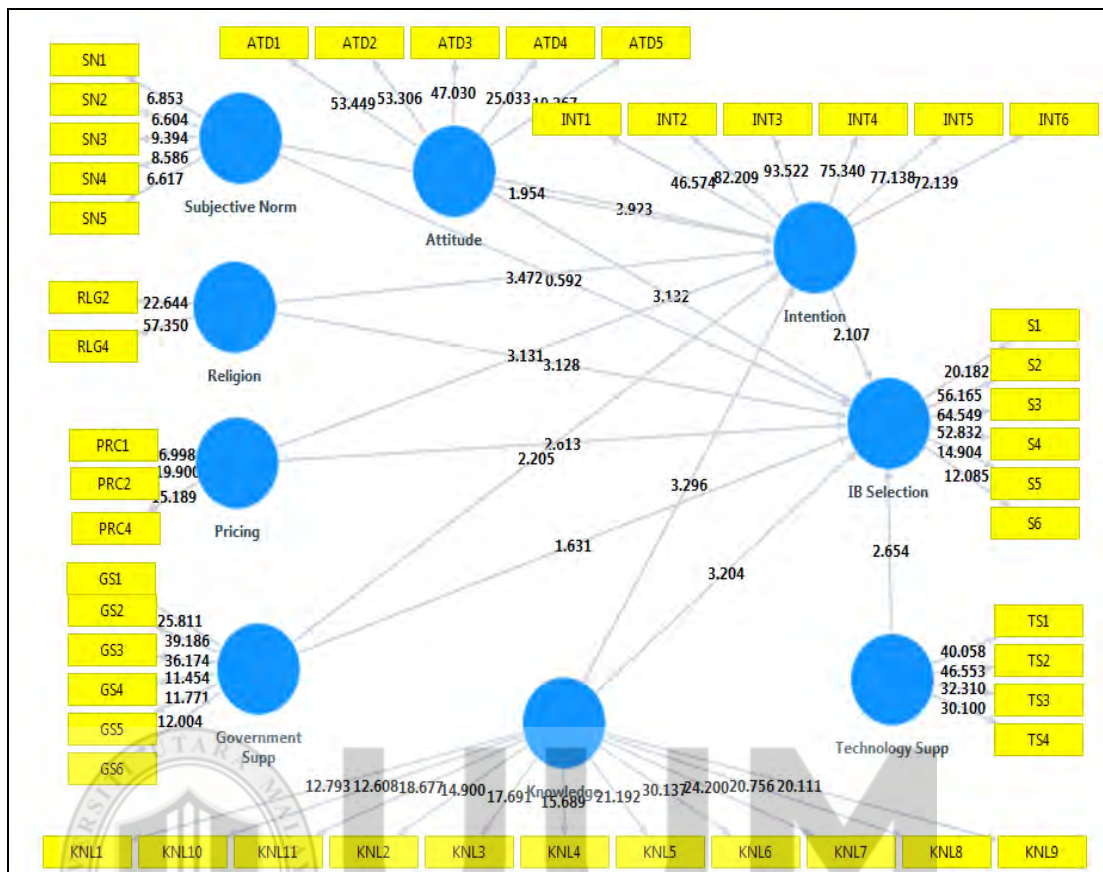 ATD1 ATD2 ATD3 ATD4 ATD5
SN1
SN2
SN3
SN4
SN5
6.853
6.604
9.394
8.586
6.617
Subjective Norm
53.449 53.306 47.030 25.033
Attitude
INT1 INT2 INT3 INT4 INT5 INT6
46.574 82.209 93.522 75.340 77.138 72.139
Intention
1.954 3.923
RLG2
RLG4
22.644
57.350
Religion
3.472 0.592 3.132
2.107
3.131
3.128
PRC1
PRC2
PRC4
6.998
19.900
15.189
Pricing
2.613
2.205
3.296
S1
S2
S3
S4
S5
S6
20.182
56.165
64.549
52.832
14.904
12.085
IB Selection
1.631
3.204
2.654
GS1
GS2
GS3
GS4
GS5
GS6
25.811
39.186
36.174
11.454
11.771
12.004
Government
Supp
TS1
TS2
TS3
TS4
40.058
46.553
32.310
30.100
Technology Supp
Knowledge
12.793 12.608 18.677 14.900 17.691 15.689 21.192 30.137 24.200 20.756 20.111
KNL1 KNL10 KNL11 KNL2 KNL3 KNL4 KNL5 KNL6 KNL7 KNL8 KNL9
UUM